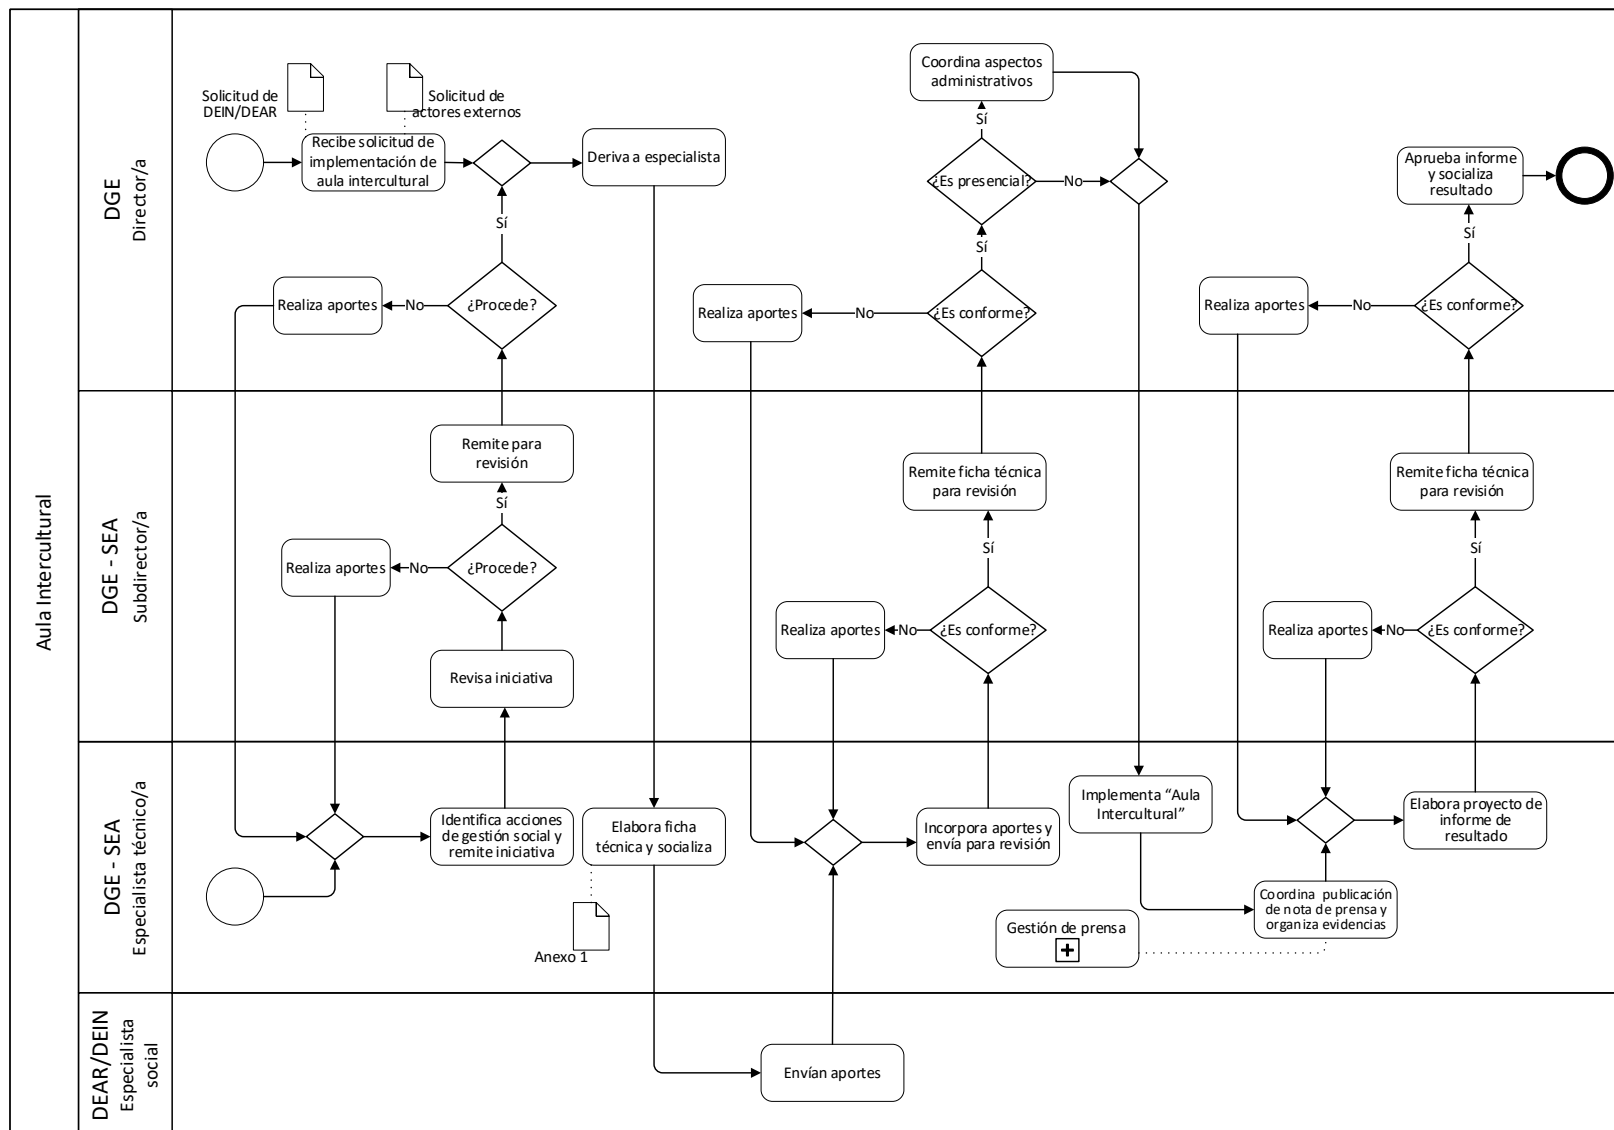 Aula Intercultural
DGE
Director/a
Solicitud de
DEIN/DEAR
Solicitud de
actores externos
Recibe solicitud de
implementación de
aula intercultural
Deriva a especialista
Sí
¿Procede?
No
Realiza aportes
Coordina aspectos
administrativos
Sí
¿Es presencial?
No
Sí
¿Es conforme?
No
Realiza aportes
Aprueba informe
y socializa
resultado
Sí
¿Es conforme?
No
Realiza aportes
DGE - SEA
Subdirector/a
Remite para
revisión
Sí
¿Procede?
No
Realiza aportes
Revisa iniciativa
Remite ficha técnica
para revisión
Sí
¿Es conforme?
No
Realiza aportes
Remite ficha técnica
para revisión
Sí
¿Es conforme?
No
Realiza aportes
DGE - SEA
Especialista técnico/a
Identifica acciones
de gestión social y
remite iniciativa
Elabora ficha
técnica y socializa
Anexo 1
Incorpora aportes y
envía para revisión
Implementa “Aula
Intercultural”
Gestión de prensa
Coordina publicación
de nota de prensa y
organiza evidencias
Elabora proyecto de
informe de
resultado
DEAR/DEIN
Especialista
social
Envían aportes